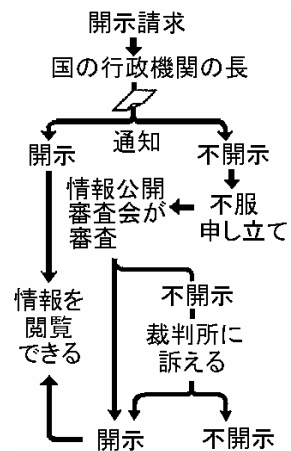 開示請求
国の行政機関の長
通知
開示
不開示
不服
申し立て
情報公開
審査会が
審査
不開示
裁判所に
訴える
情報を
閲覧
できる
開示
不開示